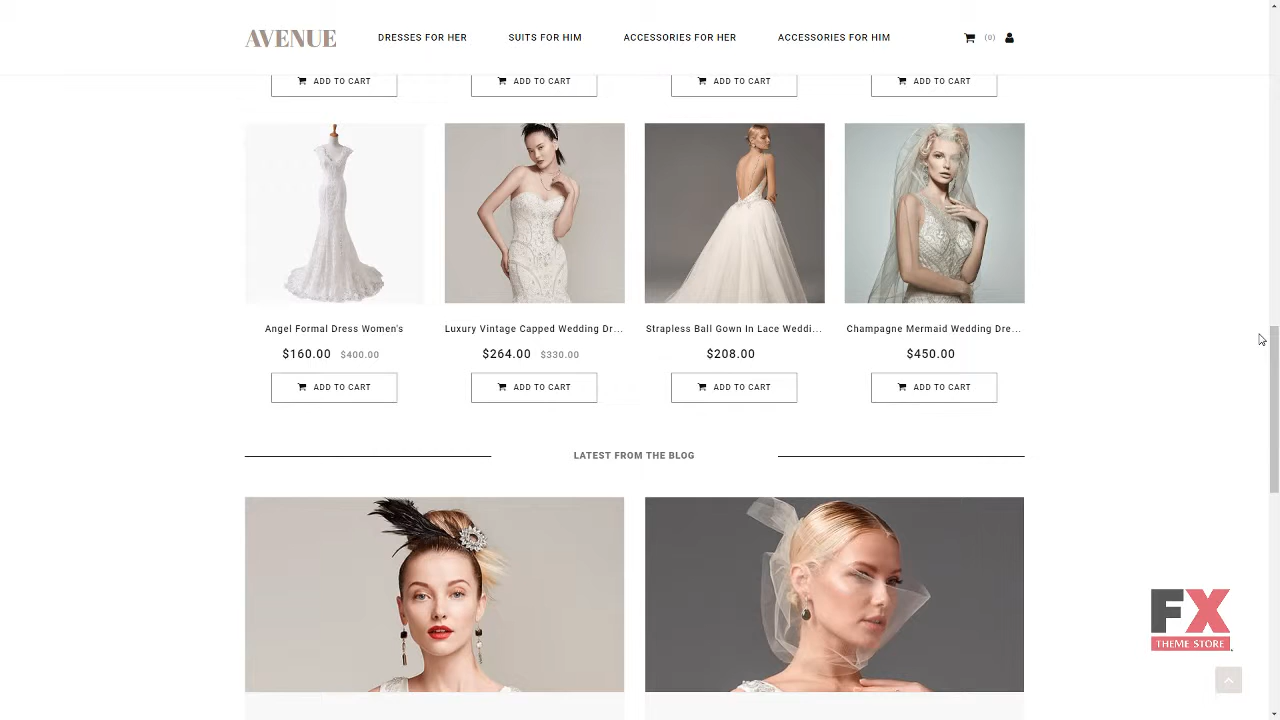 AVENUE
DRESSES FOR HER
SUITS FOR HIM
ACCESSORIES FOR HER
ACCESSORIES FOR HIM
(0)
ADD TO CART
ADD TO CART
ADD TO CART
ADD TO CART
Angel Formal Dress Women's
Luxury Vintage Capped Wedding Dr...
Strapless Ball Gown In Lace Weddi...
Champagne Mermaid Wedding Dre...
$160.00 $400.00
$264.00 $330.00
$208.00
$450.00
ADD TO CART
ADD TO CART
ADD TO CART
ADD TO CART
LATEST FROM THE BLOG
FX
THEME STORE